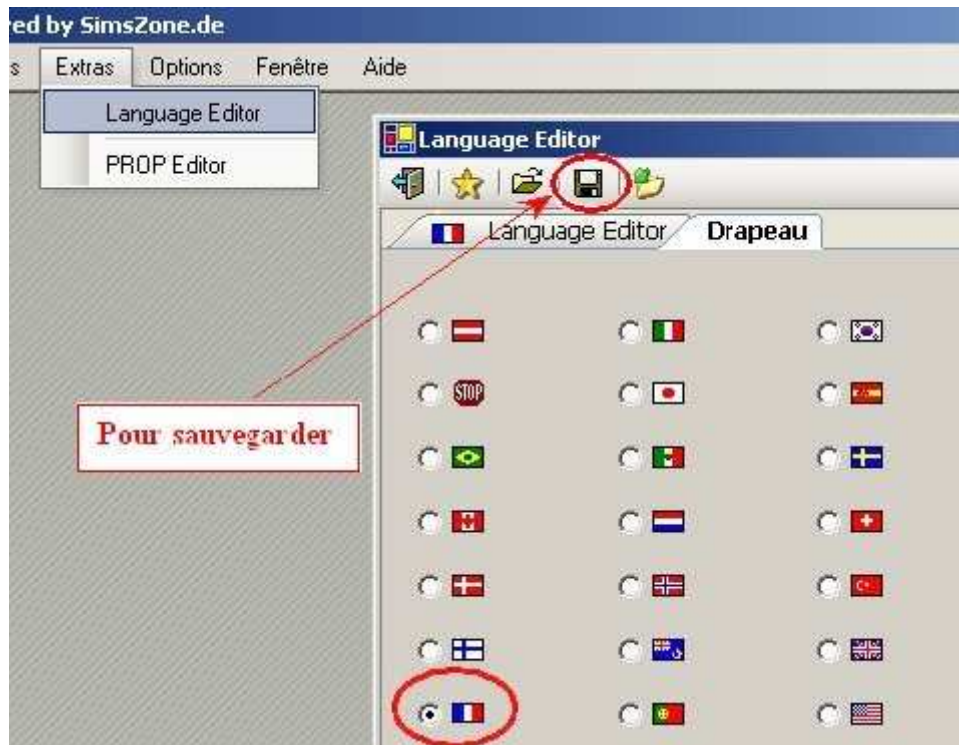 red by SimsZone.de
s Extras Options Fenêtre Aide
Language Editor
PROP Editor
Language Editor
Language Editor Drapeau
STOP
Pour sauvegarder